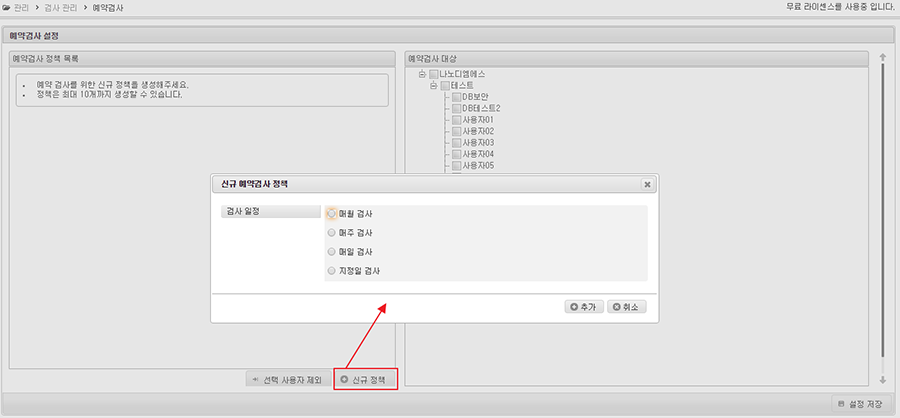 관리 > 검사 관리 > 예약검사
무료 라이센스를 사용중 입니다.
예약검사 설정
예약검사 정책 목록
• 예약 검사를 위한 신규 정책을 생성해주세요.
• 정책은 최대 10개까지 생성할 수 있습니다.
예약검사 대상
나노디엠에스
테스트
DB보안
DB테스트2
사용자01
사용자02
사용자03
사용자04
사용자05
신규 예약검사 정책
검사 일정
매월 검사
매주 검사
매일 검사
지정일 검사
추가
취소
선택 사용자 제외
신규 정책
설정 저장